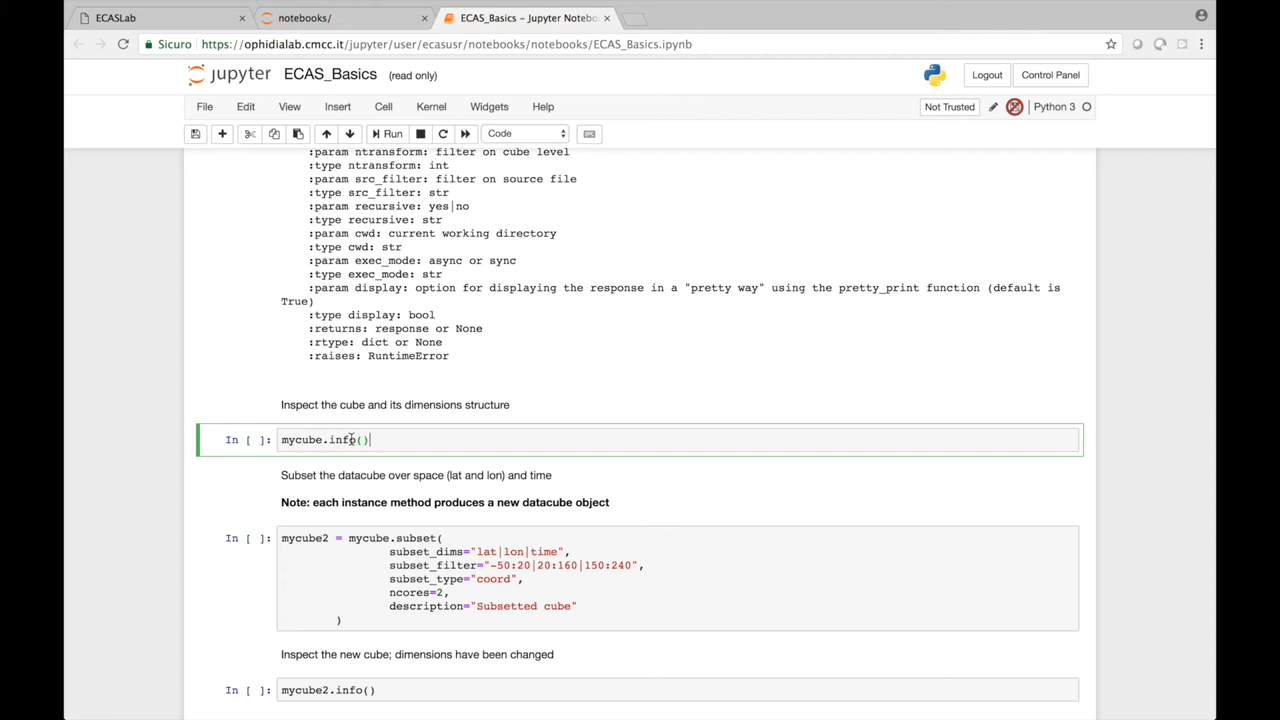 ECASLab
notebooks/
ECAS_Basics - Jupyter Noteboo
Sicuro https://ophidialab.cmcc.it/jupyter/user/ecasusr/notebooks/notebooks/ECAS_Basics.ipynb
jupyter ECAS_Basics (read only)
Logout Control Panel
File Edit View Insert Cell Kernel Widgets Help
Not Trusted Python 3
Run Code
:param ntransform: filter on cube level
:type ntransform: int
:param src_filter: filter on source file
:type src_filter: str
:param recursive: yes|no
:type recursive: str
:param cwd: current working directory
:type cwd: str
:param exec_mode: async or sync
:type exec_mode: str
:param display: option for displaying the response in a "pretty way" using the pretty_print function (default is
True)
:type display: bool
:returns: response or None
:rtype: dict or None
:raises: RuntimeError
Inspect the cube and its dimensions structure
In [ ]: mycube.info()
Subset the datacube over space (lat and lon) and time
Note: each instance method produces a new datacube object
In [ ]: mycube2 = mycube.subset(
subset_dims="lat|lon|time",
subset_filter="-50:20|20:160|150:240",
subset_type="coord",
ncores=2,
description="Subsetted cube"
)
Inspect the new cube; dimensions have been changed
In [ ]: mycube2.info()